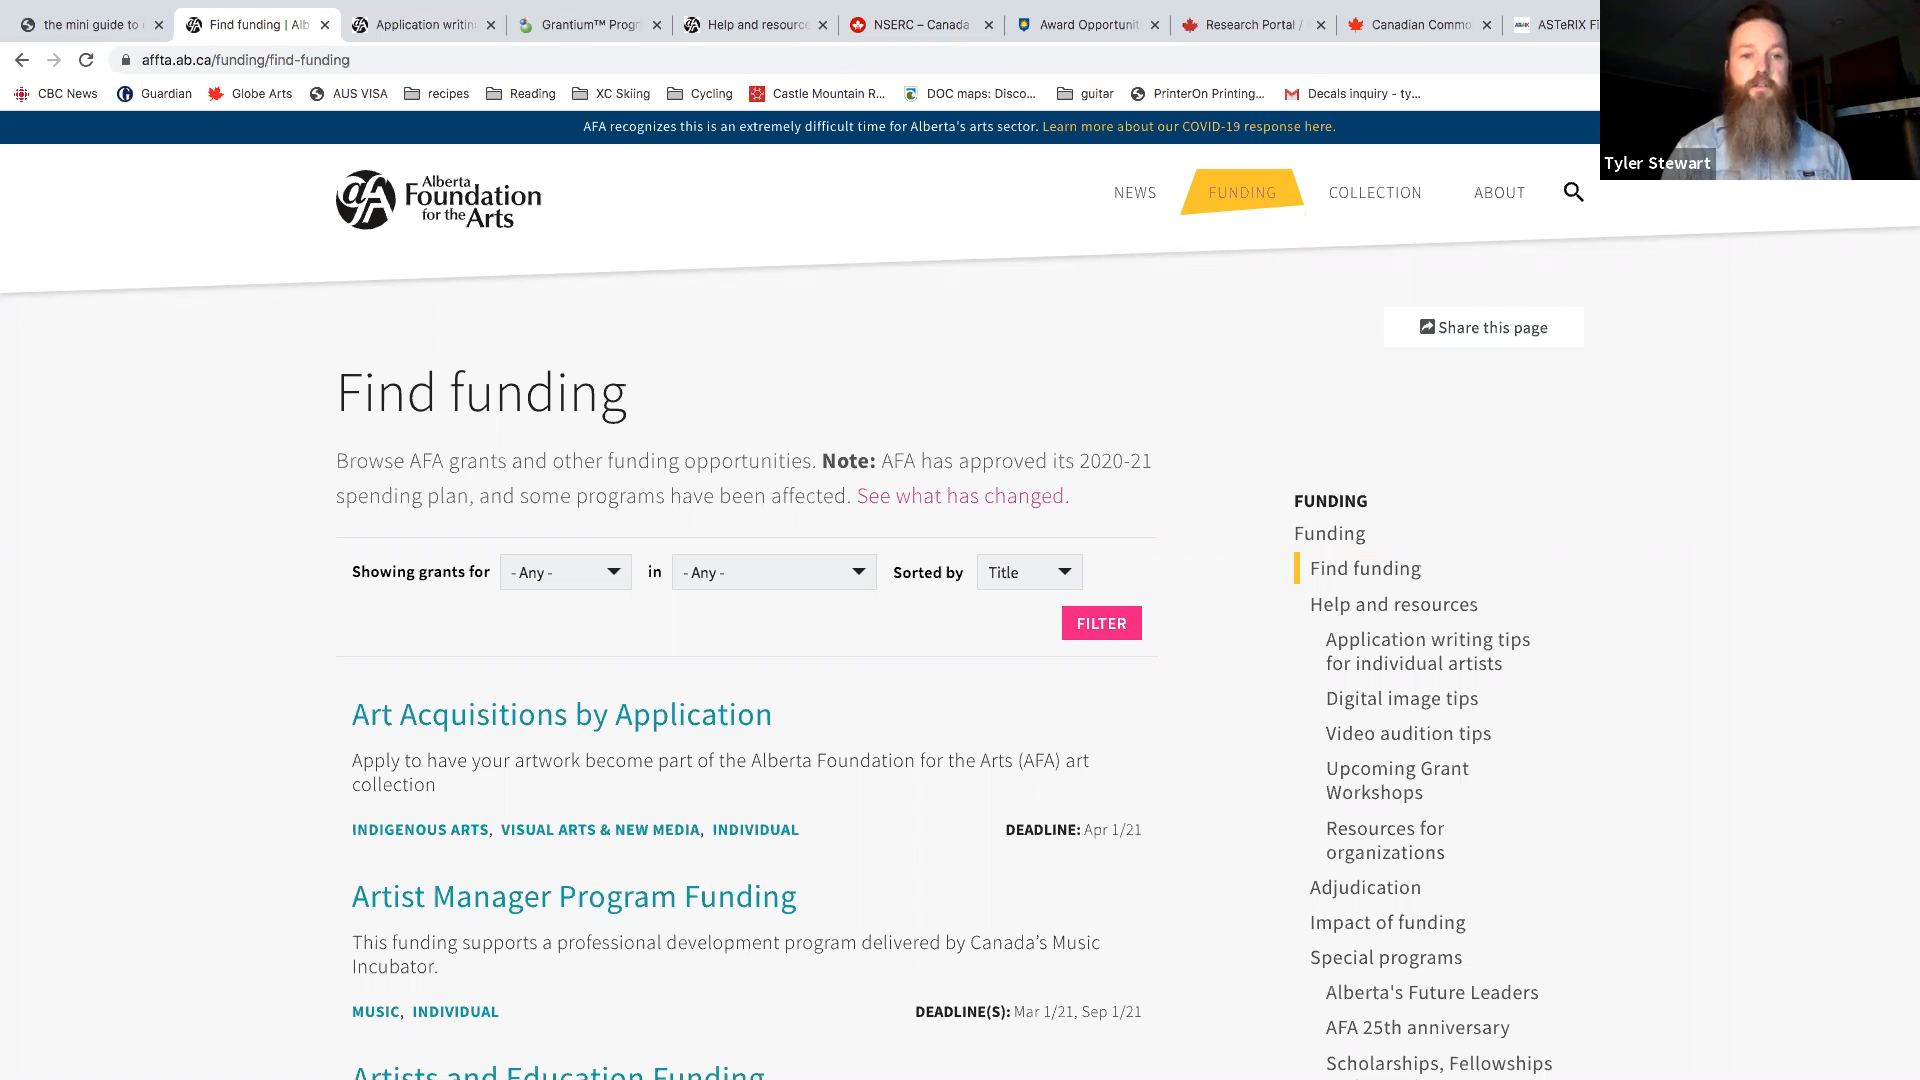 the mini guide to
Find funding | Alb
Application writin
Grantium™ Progr
Help and resource
NSERC – Canada
Award Opportunit
Research Portal /
Canadian Commo
ASTeRIX Fi
affta.ab.ca/funding/find-funding
CBC News
Guardian
Globe Arts
AUS VISA
recipes
Reading
XC Skiing
Cycling
Castle Mountain R...
DOC maps: Disco...
guitar
PrinterOn Printing...
Decals inquiry - ty...
AFA recognizes this is an extremely difficult time for Alberta's arts sector. Learn more about our COVID-19 response here.
Tyler Stewart
Alberta
Foundation
for the Arts
NEWS
FUNDING
COLLECTION
ABOUT
Share this page
Find funding
Browse AFA grants and other funding opportunities. Note: AFA has approved its 2020-21
spending plan, and some programs have been affected. See what has changed.
Showing grants for - Any - in - Any - Sorted by Title
FILTER
Art Acquisitions by Application
Apply to have your artwork become part of the Alberta Foundation for the Arts (AFA) art
collection
INDIGENOUS ARTS, VISUAL ARTS & NEW MEDIA, INDIVIDUAL
DEADLINE: Apr 1/21
Artist Manager Program Funding
This funding supports a professional development program delivered by Canada’s Music
Incubator.
MUSIC, INDIVIDUAL
DEADLINE(S): Mar 1/21, Sep 1/21
Artists and Education Funding
FUNDING
Funding
Find funding
Help and resources
Application writing tips
for individual artists
Digital image tips
Video audition tips
Upcoming Grant
Workshops
Resources for
organizations
Adjudication
Impact of funding
Special programs
Alberta's Future Leaders
AFA 25th anniversary
Scholarships, Fellowships